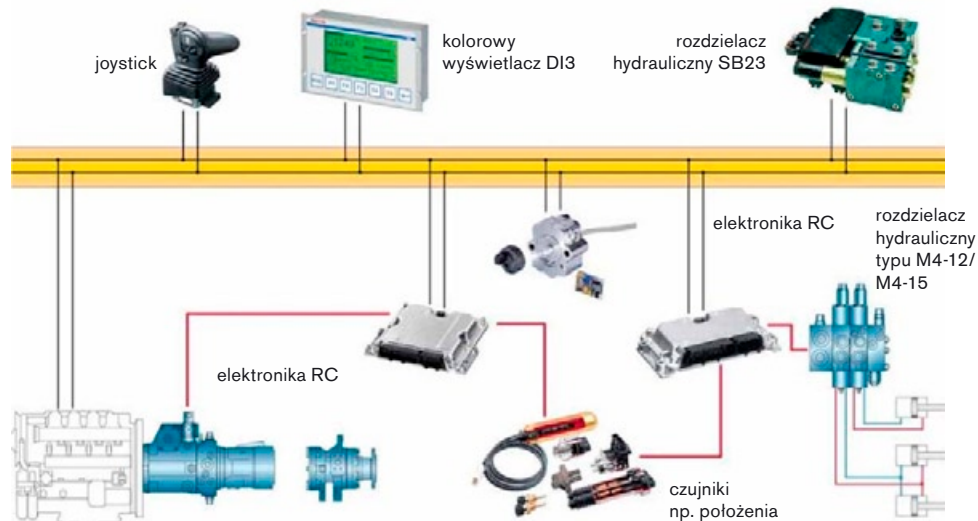 joystick
kolorowy
wyświetlacz DI3
rozdzielacz
hydrauliczny SB23
elektronika RC
rozdzielacz
hydrauliczny
typu M4-12/
M4-15
elektronika RC
czujniki
np. położenia